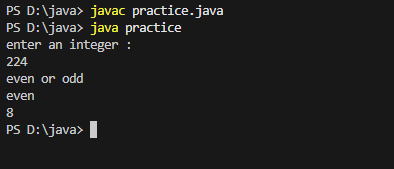 PS D:\java> javac practice.java
PS D:\java> java practice
enter an integer :
224
even or odd
even
8
PS D:\java>